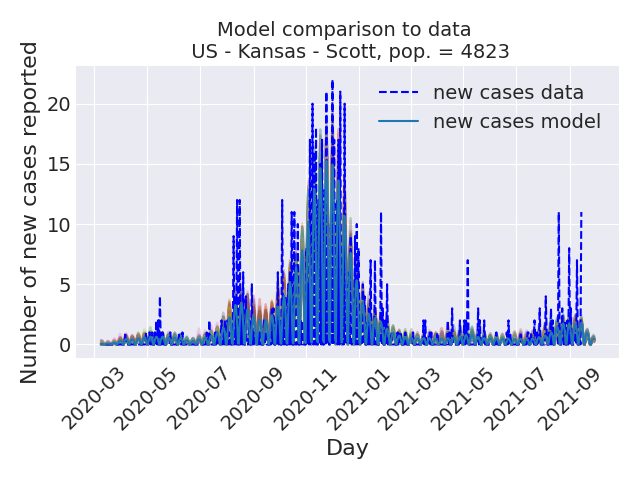 Model comparison to data
US - Kansas - Scott, pop. = 4823
new cases data
new cases model
Number of new cases reported
20
15
10
5
0
2020-03
2020-05
2020-07
2020-09
2020-11
2021-01
2021-03
2021-05
2021-07
2021-09
Day